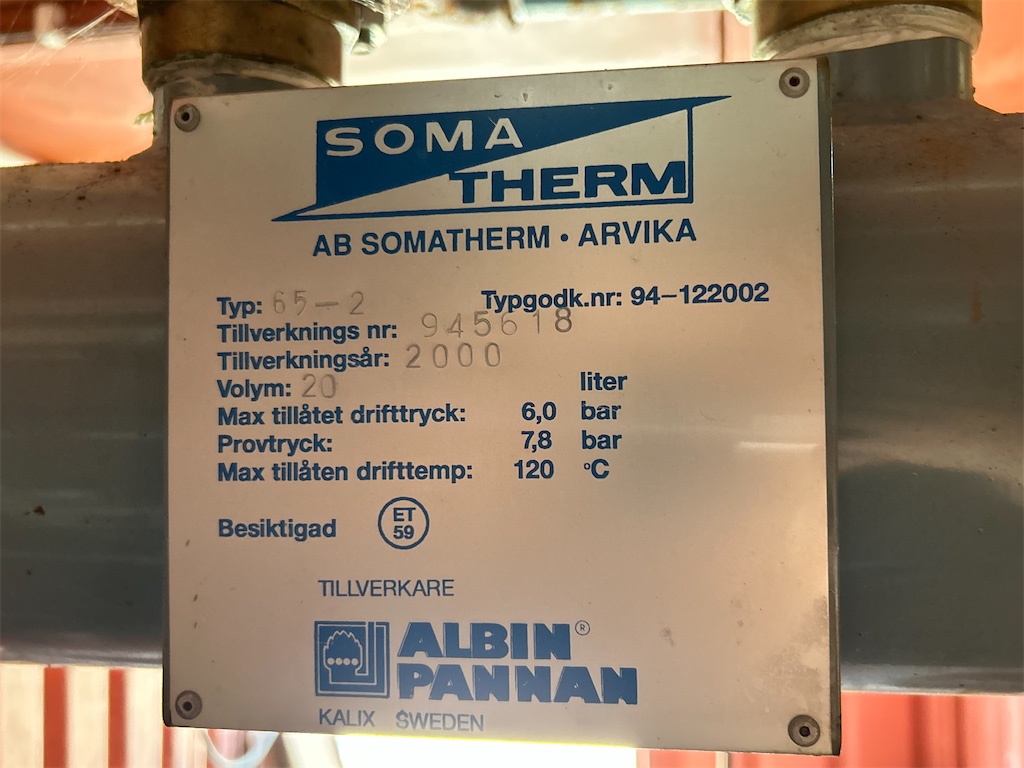 SOMA
THERM
AB SOMATHERM • ARVIKA
Typ: 65-2 Typgodk.nr: 94-122002
Tillverknings nr: 945618
Tillverkningsår: 2000
Volym: 20 liter
Max tillåtet drifttryck: 6,0 bar
Provtryck: 7,8 bar
Max tillåten drifttemp: 120 °C
Besiktigad ET
59
TILLVERKARE
ALBIN®
PANNAN
KALIX SWEDEN